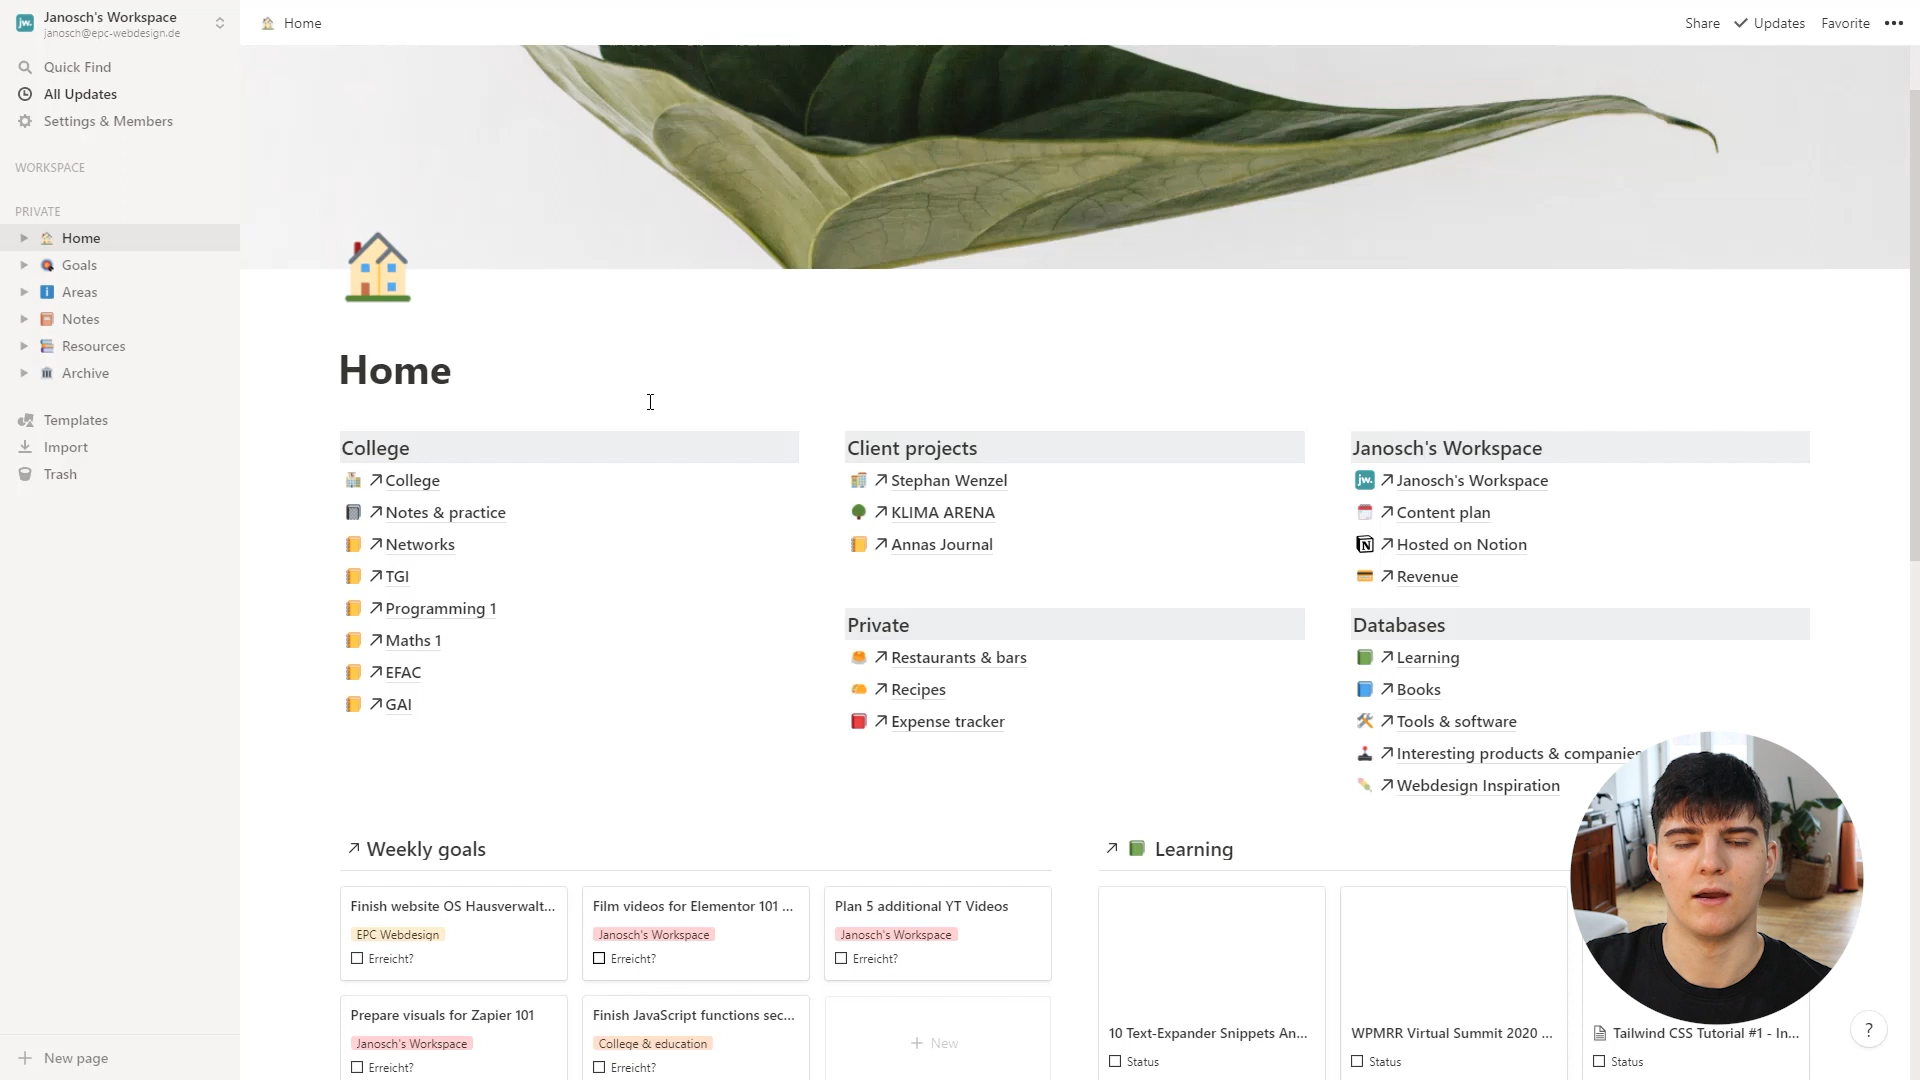 jw.
Janosch's Workspace
janosch@epc-webdesign.de
Quick Find
All Updates
Settings & Members
WORKSPACE
PRIVATE
Home
Goals
Areas
Notes
Resources
Archive
Templates
Import
Trash
New page
Home
Share
Updates
Favorite
Home
College
College
Notes & practice
Networks
TGI
Programming 1
Maths 1
EFAC
GAI
Client projects
Stephan Wenzel
KLIMA ARENA
Annas Journal
Private
Restaurants & bars
Recipes
Expense tracker
Janosch's Workspace
jw. Janosch's Workspace
Content plan
Hosted on Notion
Revenue
Databases
Learning
Books
Tools & software
Interesting products & companies
Webdesign Inspiration
Weekly goals
Finish website OS Hausverwalt...
EPC Webdesign
Erreicht?
Film videos for Elementor 101 ...
Janosch's Workspace
Erreicht?
Plan 5 additional YT Videos
Janosch's Workspace
Erreicht?
Prepare visuals for Zapier 101
Janosch's Workspace
Erreicht?
Finish JavaScript functions sec...
College & education
Erreicht?
+ New
Learning
10 Text-Expander Snippets An...
Status
WPMRR Virtual Summit 2020 ...
Status
Tailwind CSS Tutorial #1 - In...
Status
?